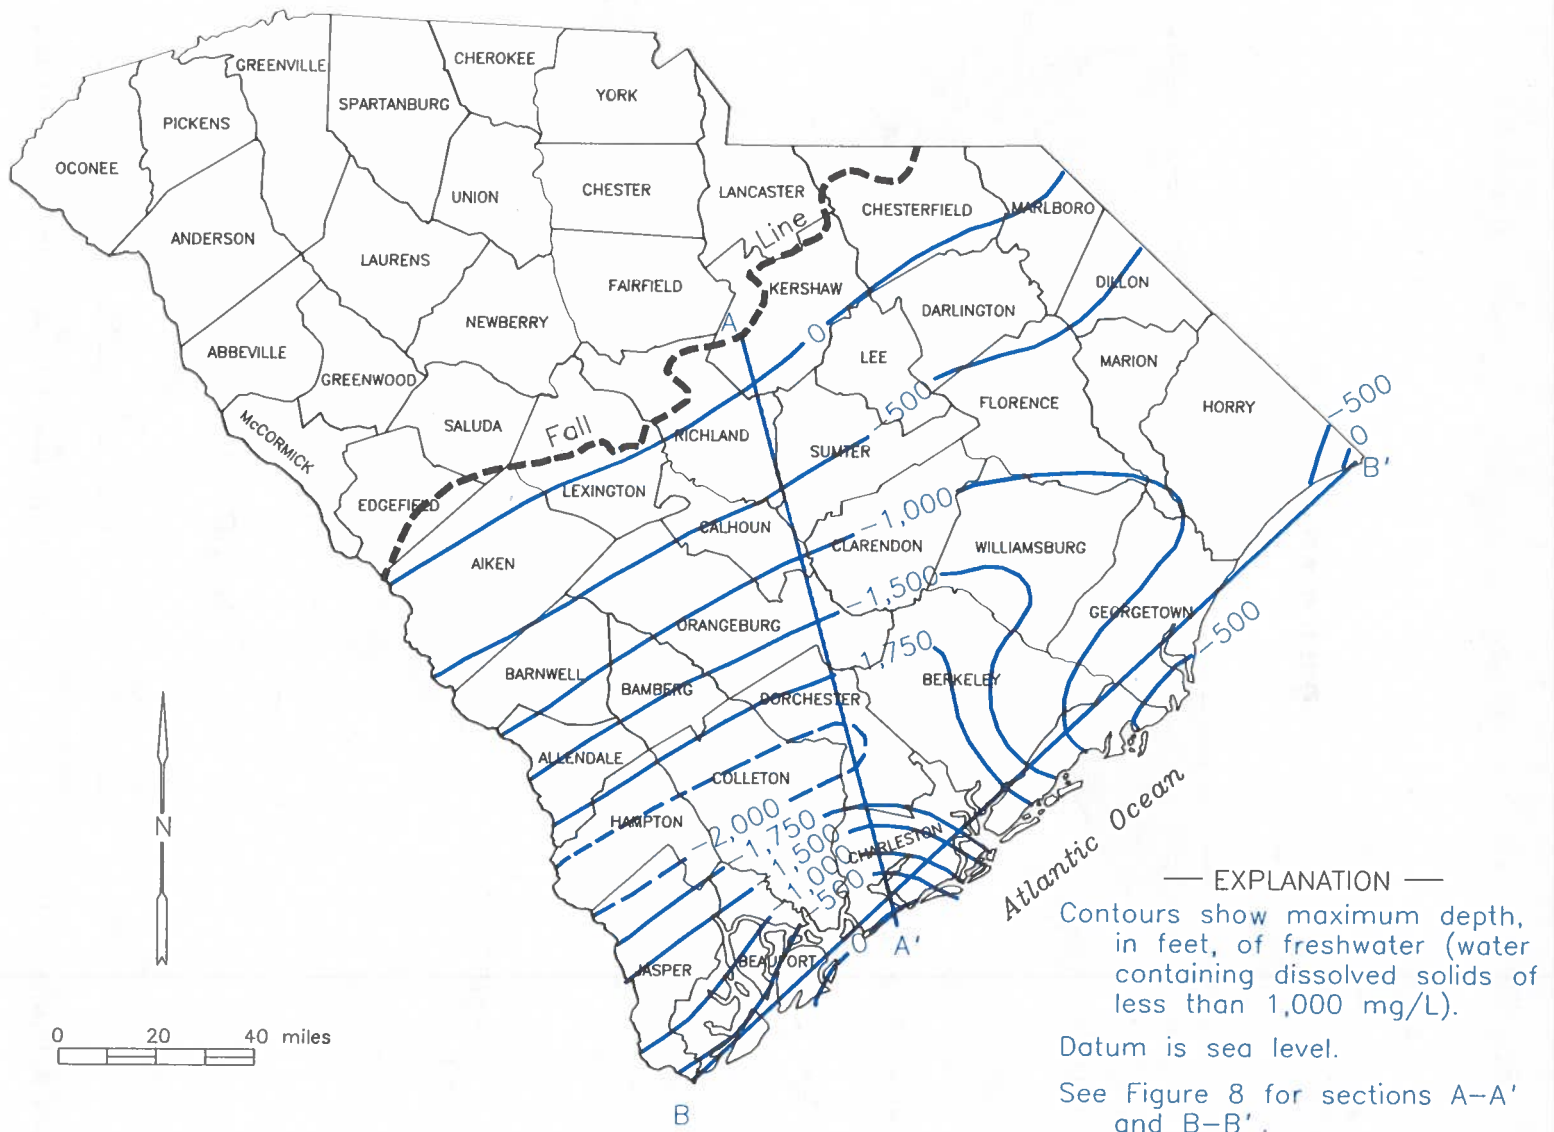 GREENVILLE
CHEROKEE
SPARTANBURG
YORK
PICKENS
OCONEE
UNION
CHESTER
LANCASTER
CHESTERFIELD
MARLBORO
ANDERSON
LAURENS
Line
FAIRFIELD
KERSHAW
DILLON
DARLINGTON
NEWBERRY
A
0
ABBEVILLE
LEE
MARION
GREENWOOD
-500
FLORENCE
HORRY
-500
McCORMICK
SALUDA
Fall
RICHLAND
SUMTER
0
B'
EDGEFIELD
LEXINGTON
-1,000
CALHOUN
CLARENDON
WILLIAMSBURG
AIKEN
-1,500
GEORGETOWN
ORANGEBURG
-500
-1,750
BARNWELL
BAMBERG
DORCHESTER
BERKELEY
ALLENDALE
COLLETON
HAMPTON
-2,000
-1,750
-1,500
-1,000
-500
CHARLESTON
Atlantic Ocean
N
0
A'
JASPER
BEAUFORT
B
0 20 40 miles
EXPLANATION
Contours show maximum depth,
in feet, of freshwater (water
containing dissolved solids of
less than 1,000 mg/L).
Datum is sea level.
See Figure 8 for sections A-A'
and B-B'.